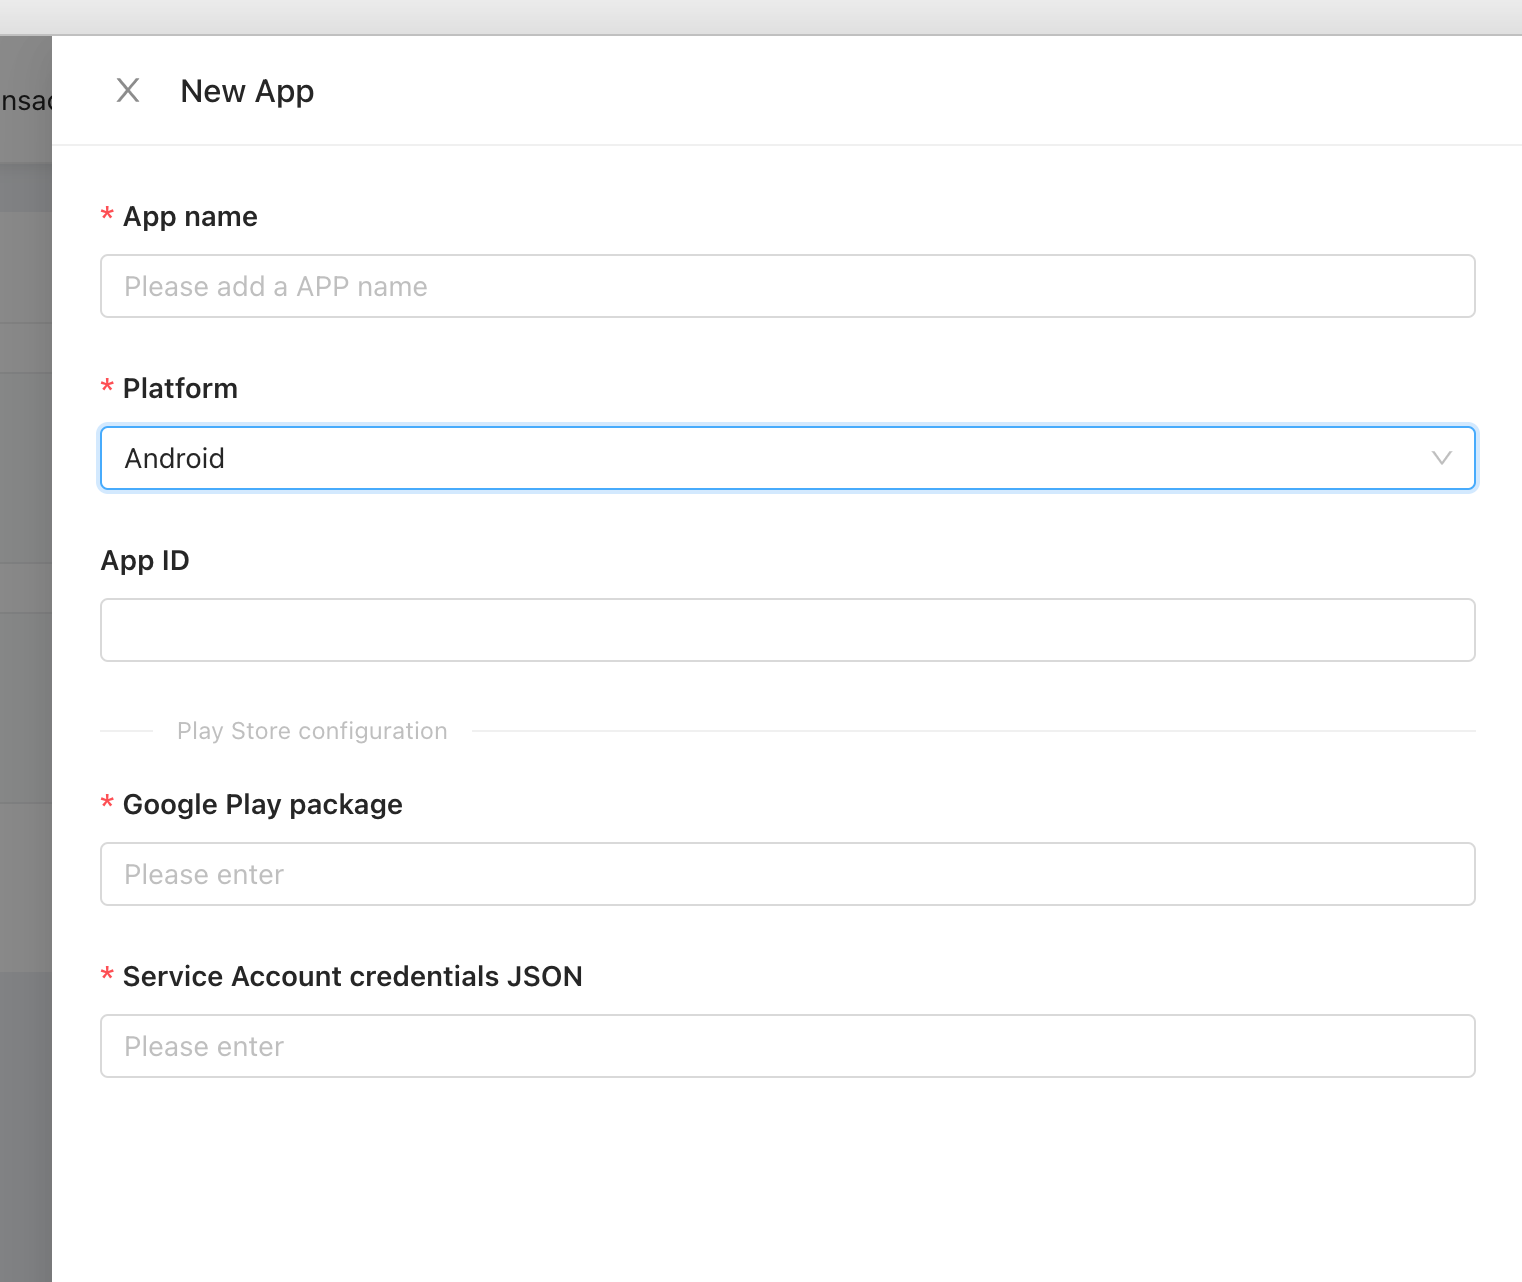 New App
* App name
Please add a APP name
* Platform
Android
App ID
Play Store configuration
* Google Play package
Please enter
* Service Account credentials JSON
Please enter